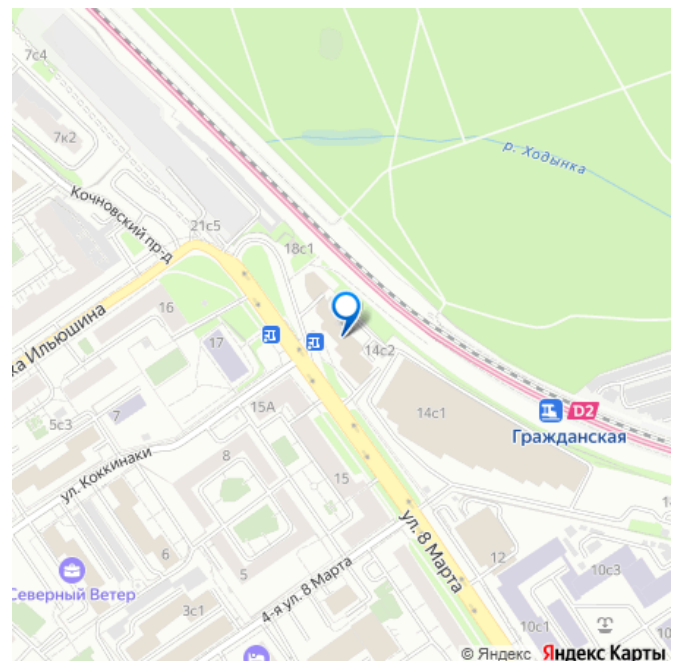 7с4
7к2
р. Ходынка
Кочновский пр-д
21с5
18с1
16
ка Ильюшина
17
14с2
15А
14с1
D2
7
5с3
Гражданская
ул. Коккинаки
8
15
ул. 8 Марта
12
6
5
4-я ул. 8 Марта
10с3
Северный Ветер
3с1
10с1
© Яндекс Яндекс Карты